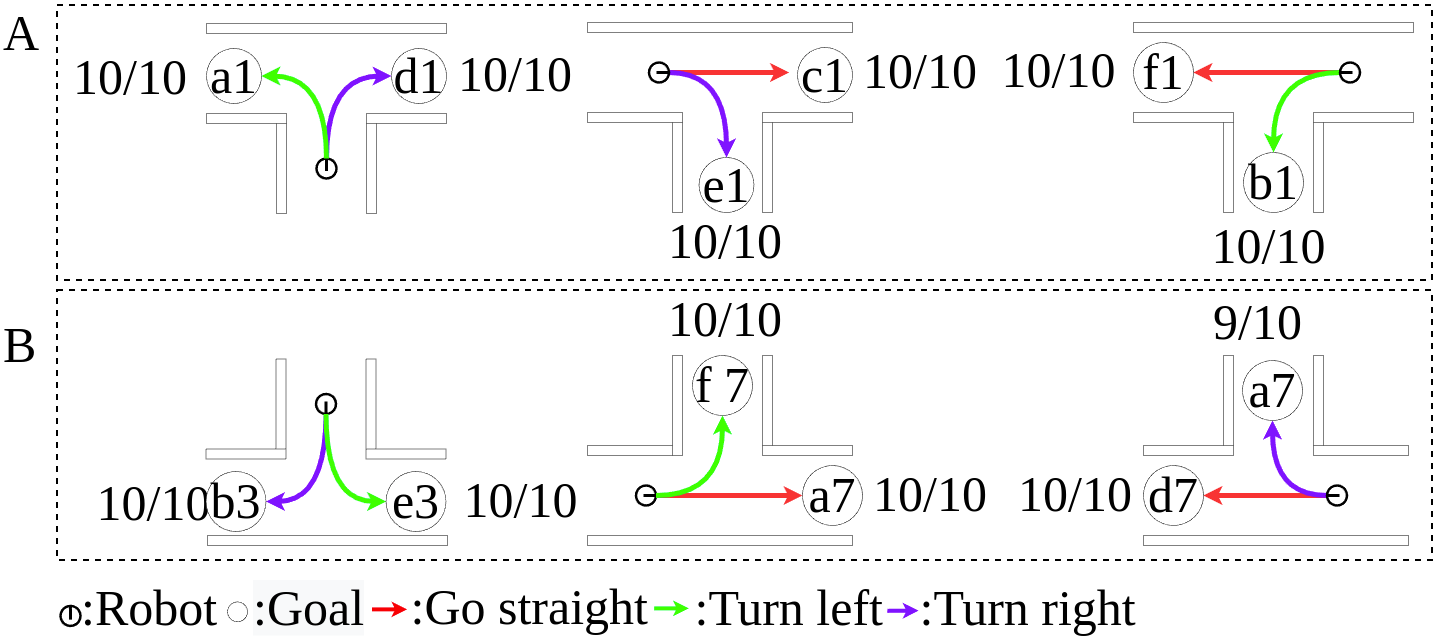 A
10/10 a1 d1 10/10
c1 10/10
e1
10/10
10/10 f1
b1
10/10
B
10/10 b3 e3 10/10
10/10
f 7
a7 10/10
9/10
a7
10/10 d7
:Robot :Goal :Go straight :Turn left :Turn right